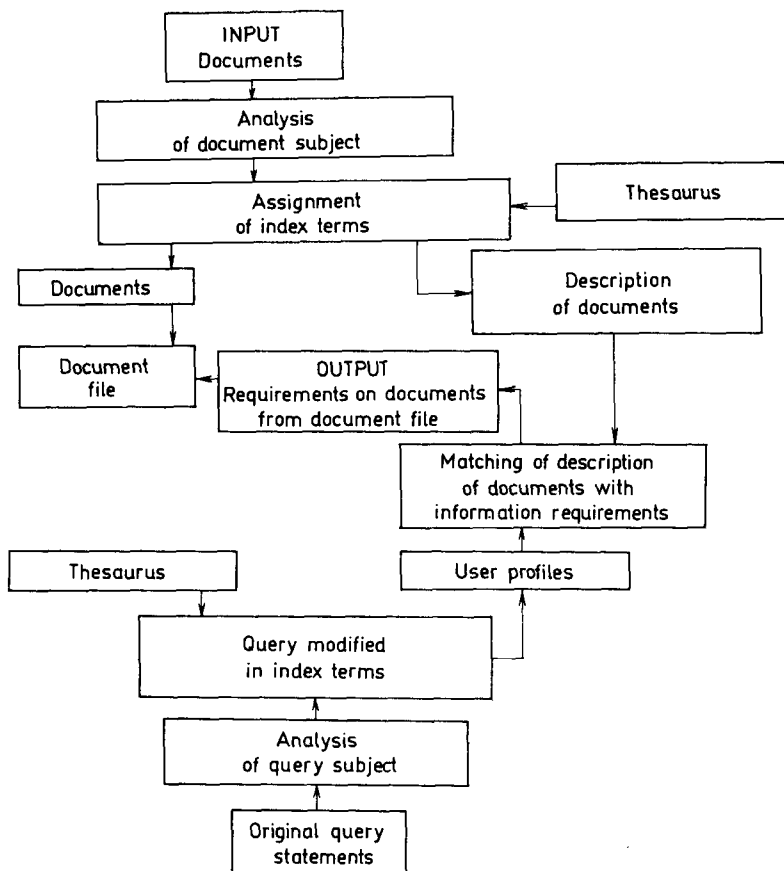 INPUT
Documents
Analysis
of document subject
Assignment
of index terms
Thesaurus
Documents
Description
of documents
Document
file
OUTPUT
Requirements on documents
from document file
Matching of description
of documents with
information requirements
Thesaurus
User profiles
Query modified
in index terms
Analysis
of query subject
Original query
statements